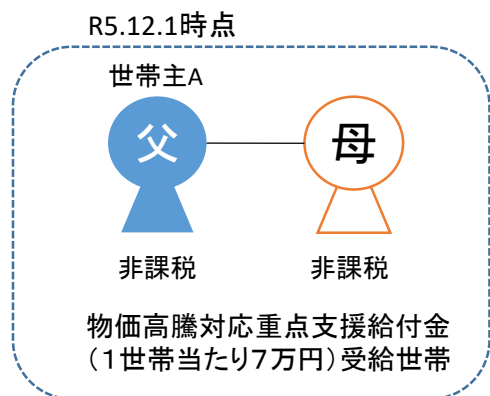 R5.12.1時点
世帯主A
父
母
非課税
非課税
物価高騰対応重点支援給付金
（１世帯当たり７万円）受給世帯